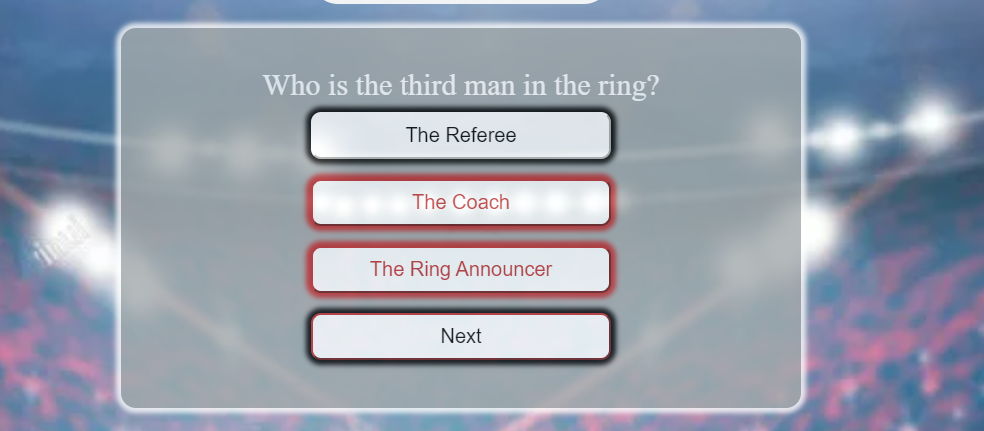 Who is the third man in the ring?
The Referee
The Coach
The Ring Announcer
Next